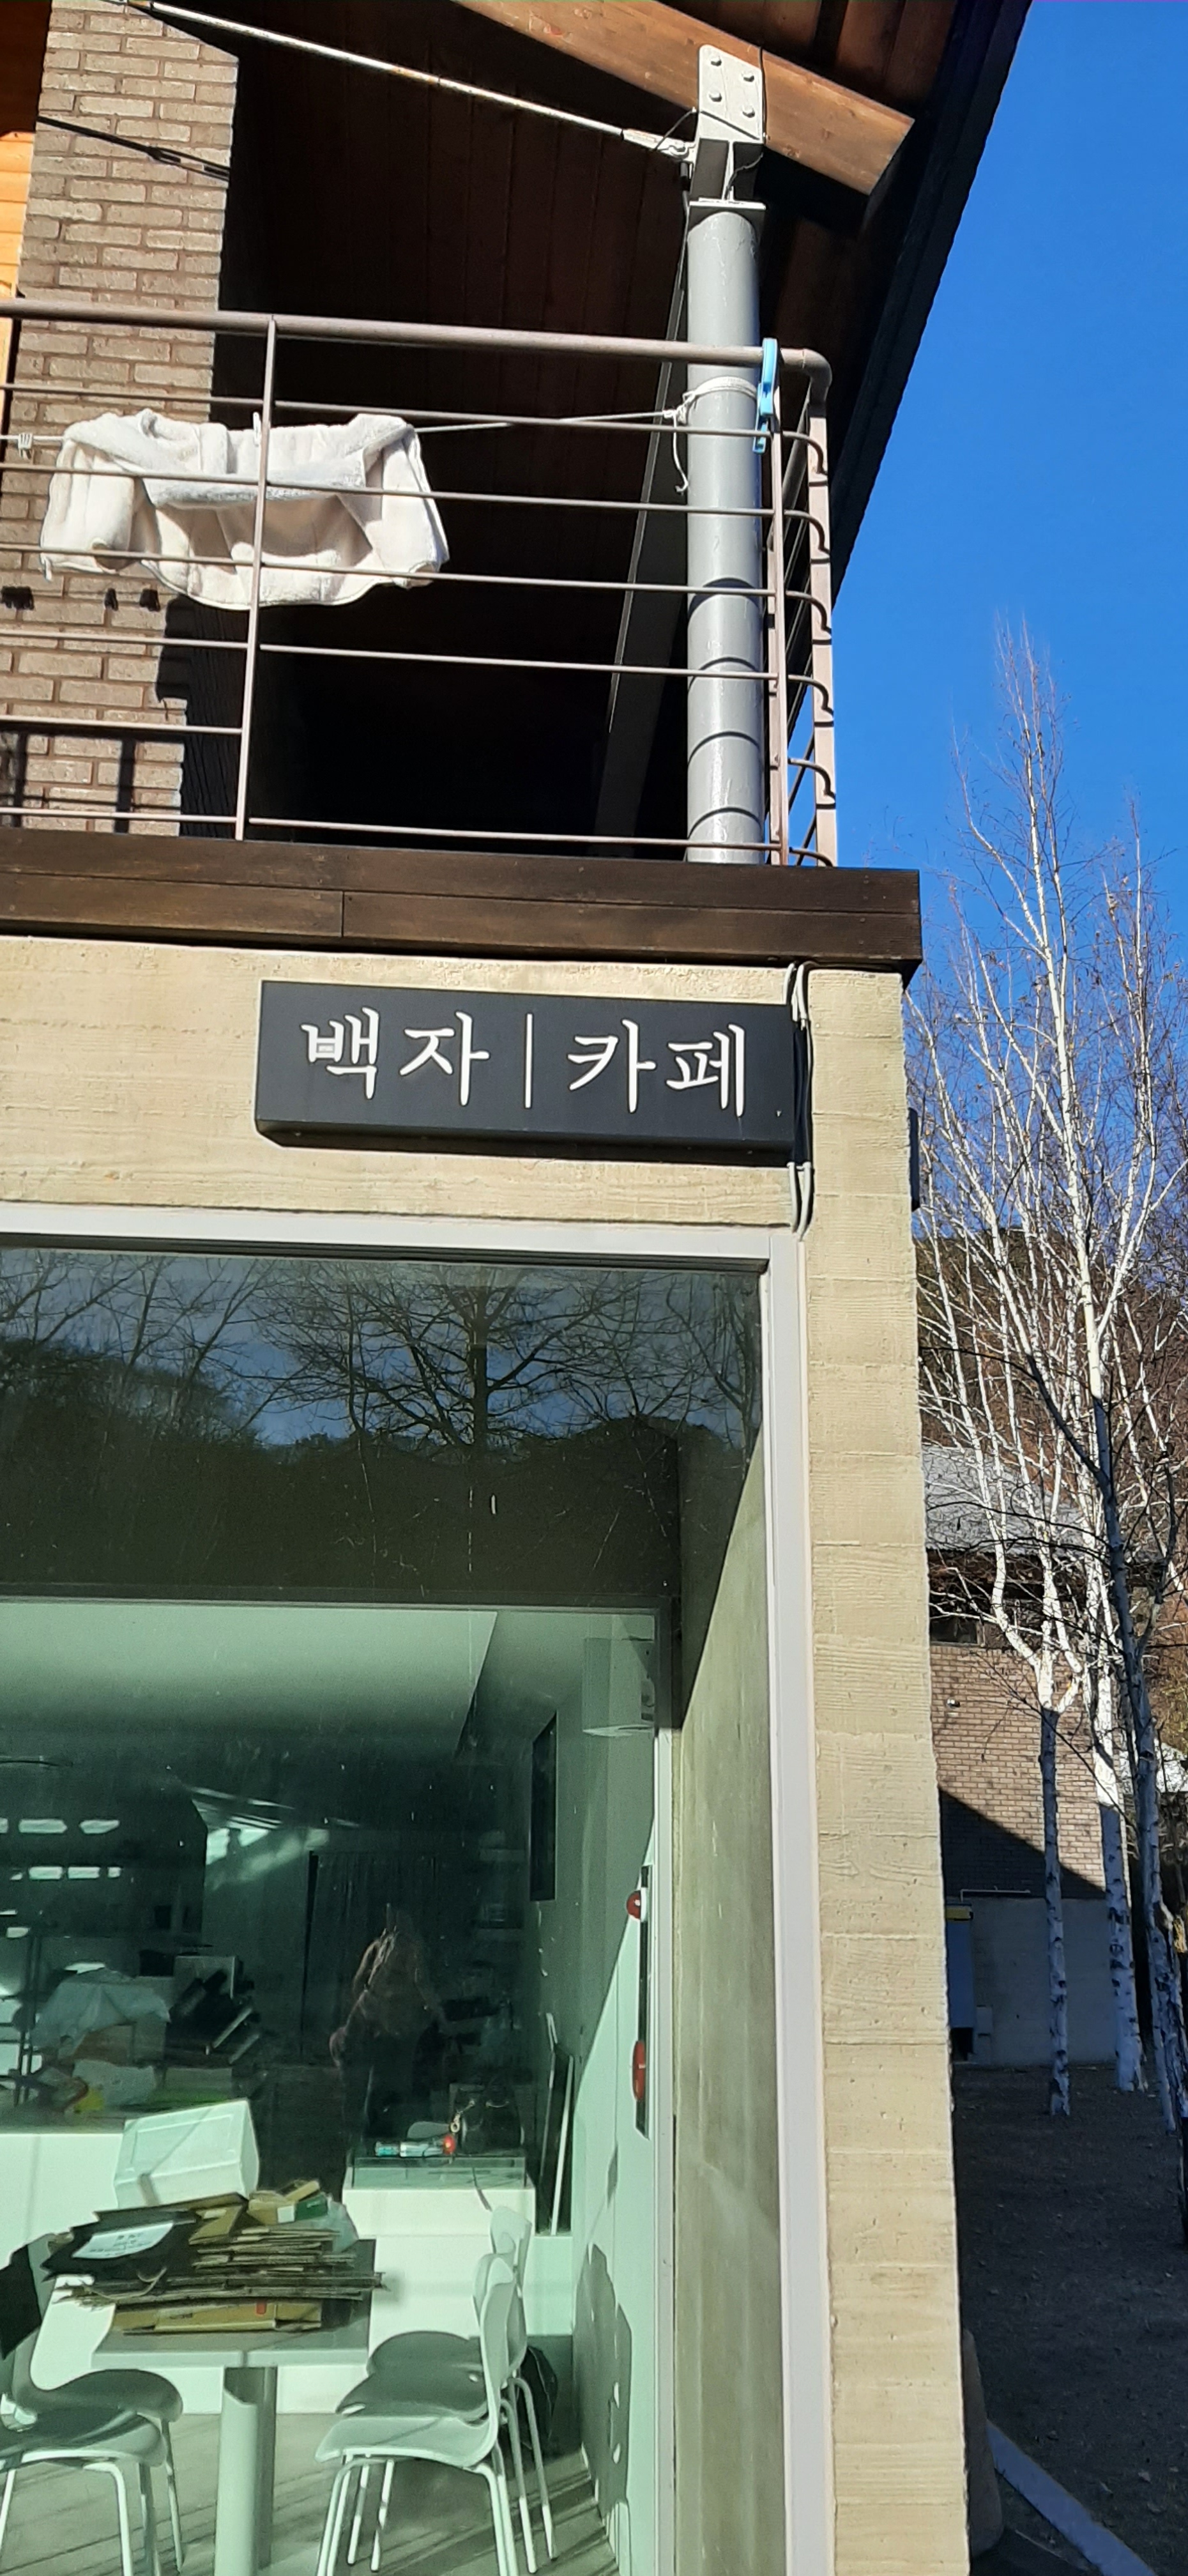 백자 | 카페